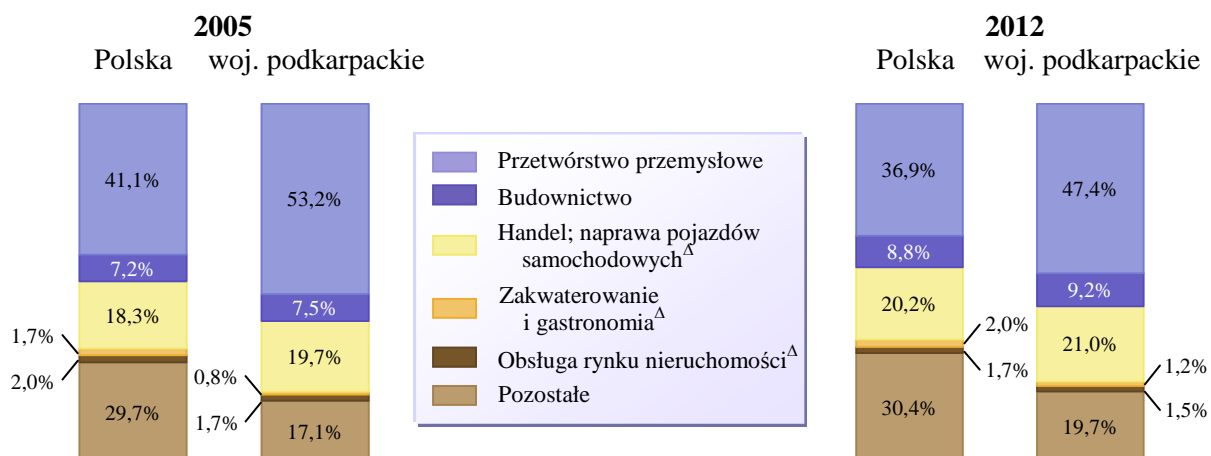 2005
Polska woj. podkarpackie
41,1%
7,2%
18,3%
1,7%
2,0%
29,7%
53,2%
7,5%
19,7%
0,8%
1,7%
17,1%
Przetwórstwo przemysłowe
Budownictwo
Handel; naprawa pojazdów
samochodowych^Δ
Zakwaterowanie
i gastronomia^Δ
Obsługa rynku nieruchomości^Δ
Pozostałe
2012
Polska woj. podkarpackie
36,9%
8,8%
20,2%
2,0%
1,7%
30,4%
47,4%
9,2%
21,0%
1,2%
1,5%
19,7%